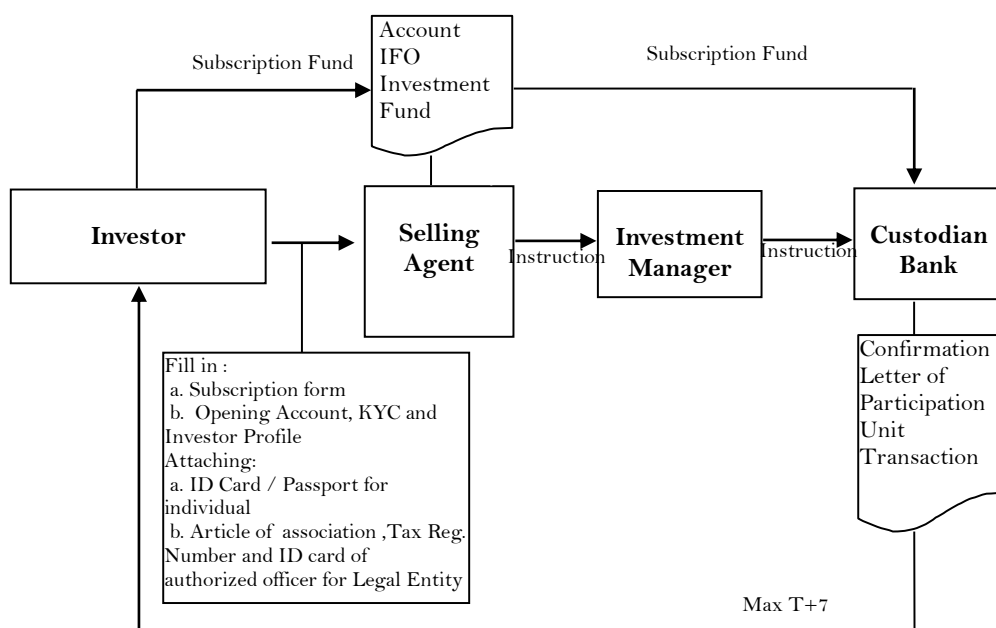 Account
IFO
Investment
Fund
Subscription Fund
Subscription Fund
Investor
Selling
Agent
Instruction
Investment
Manager
Instruction
Custodian
Bank
Fill in :
a. Subscription form
b. Opening Account, KYC and
Investor Profile
Attaching:
a. ID Card / Passport for
individual
b. Article of association ,Tax Reg.
Number and ID card of
authorized officer for Legal Entity
Confirmation
Letter of
Participation
Unit
Transaction
Max T+7